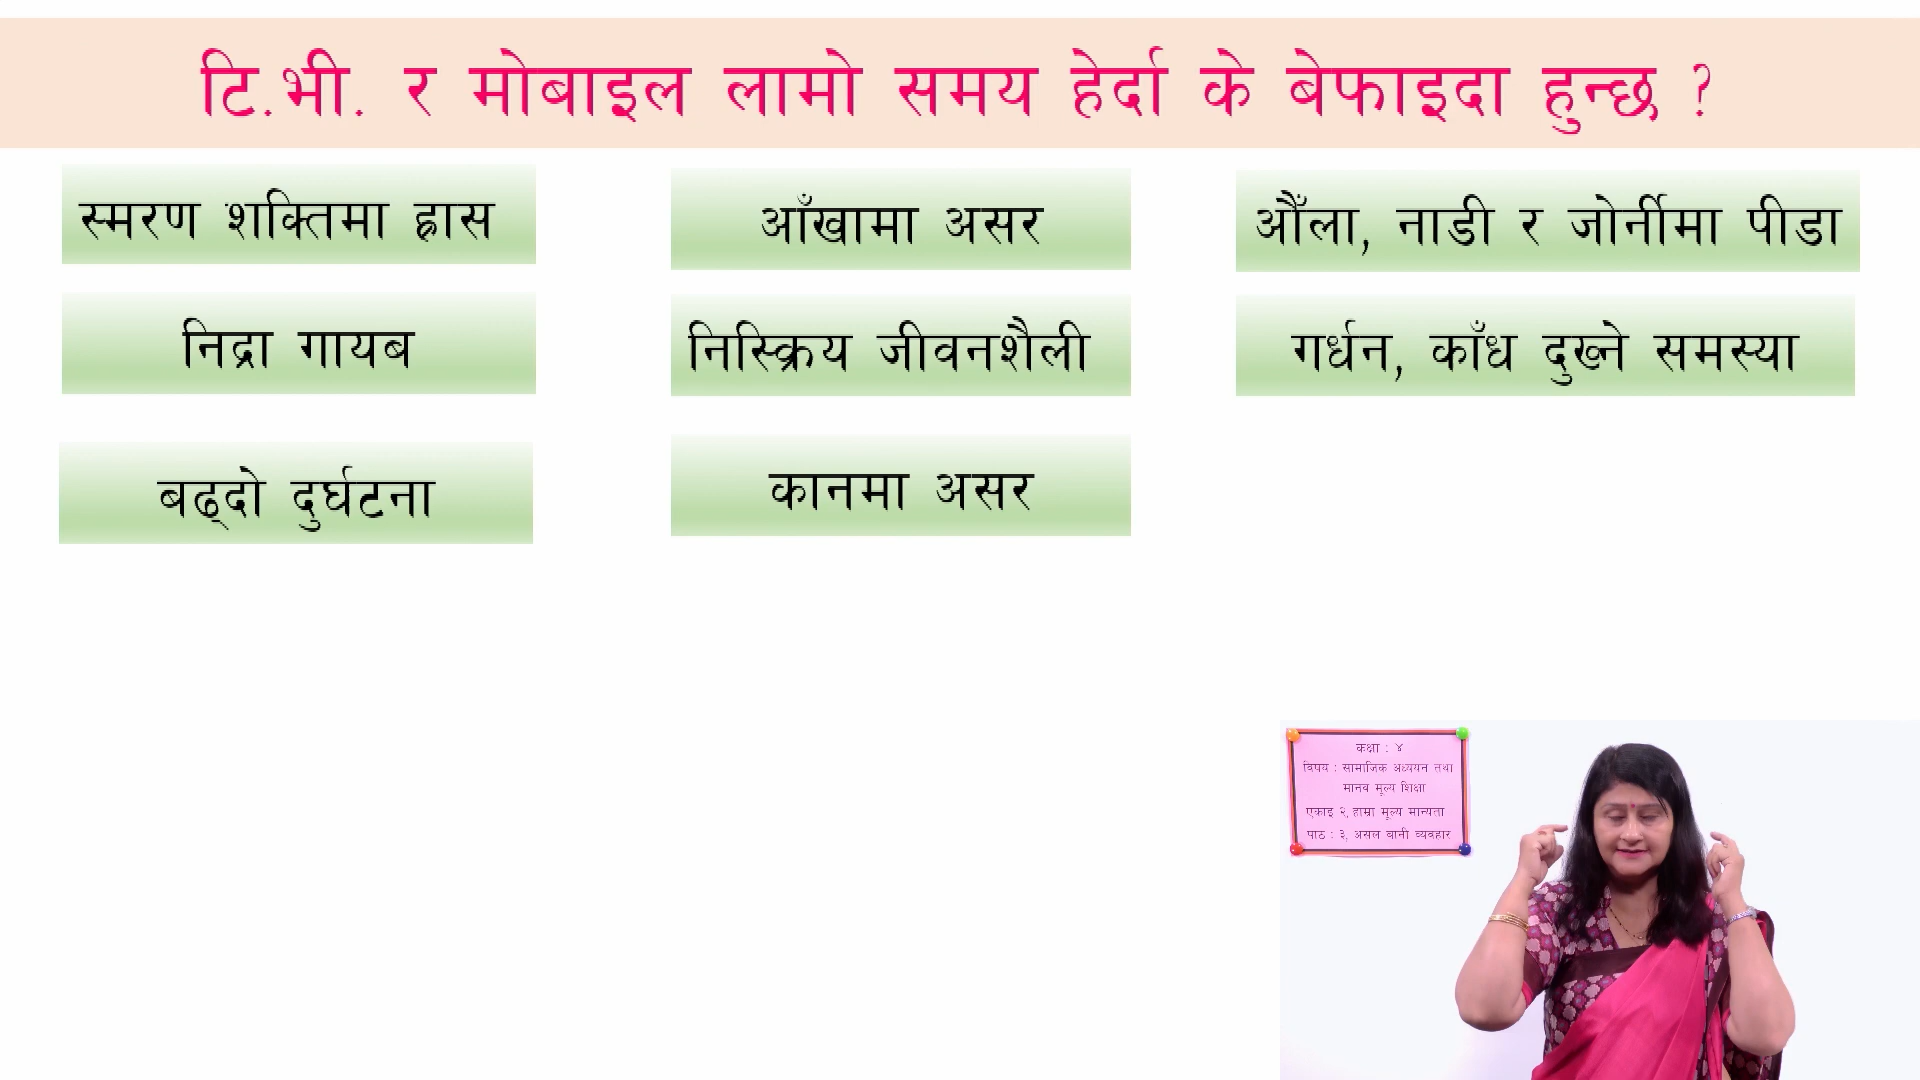 टि.भी. र मोबाइल लामो समय हेर्दा के बेफाइदा हुन्छ ?
स्मरण शक्तिमा ह्रास
आँखामा असर
औँला, नाडी र जोर्नीमा पीडा
निद्रा गायब
निस्क्रिय जीवनशैली
गर्धन, काँध दुख्ने समस्या
बढ्दो दुर्घटना
कानमा असर
कक्षा : ४
विषय : सामाजिक अध्ययन तथा
मानव मूल्य शिक्षा
एकाइ २, हाम्रा मूल्य मान्यता
पाठ : ३, असल बानी व्यवहार